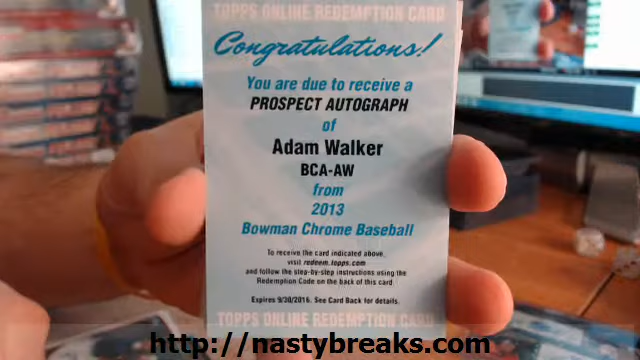 TOPPS ONLINE REDEMPTION CARD
Congratulations!
You are due to receive a
PROSPECT AUTOGRAPH
of
Adam Walker
BCA-AW
from
2013
Bowman Chrome Baseball
To receive the card indicated above,
visit redeem.topps.com
and follow the step-by-step instructions using the
Redemption Code on the back of this card.
Expires 9/30/2016. See Card Back for details.
TOPPS ONLINE REDEMPTION CARD
http://nastybreaks.com